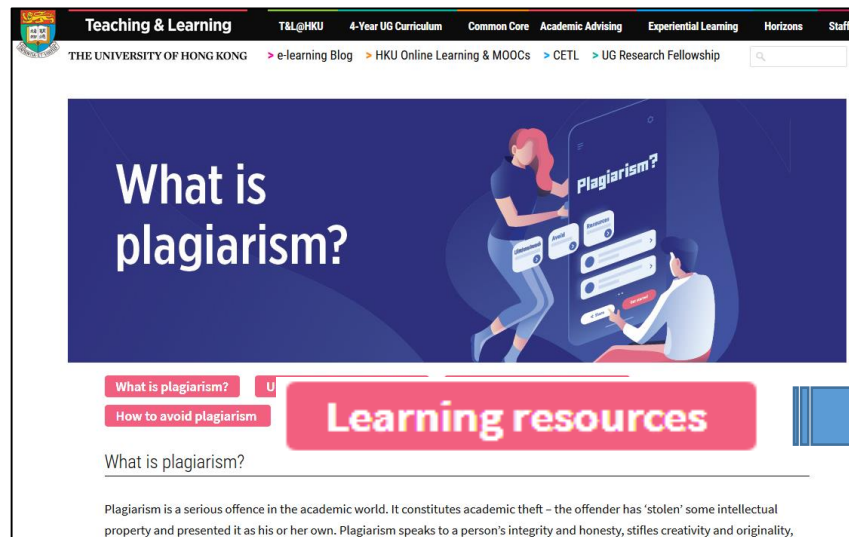 Teaching & Learning
T&L@HKU 4-Year UG Curriculum Common Core Academic Advising Experiential Learning Horizons Staff
THE UNIVERSITY OF HONG KONG > e-learning Blog > HKU Online Learning & MOOCs > CETL > UG Research Fellowship
What is
plagiarism?
Plagiarism?
Resources
Avoid
What is plagiarism? U
How to avoid plagiarism
Learning resources
What is plagiarism?
Plagiarism is a serious offence in the academic world. It constitutes academic theft – the offender has ‘stolen’ some intellectual
property and presented it as his or her own. Plagiarism speaks to a person’s integrity and honesty, stifles creativity and originality,